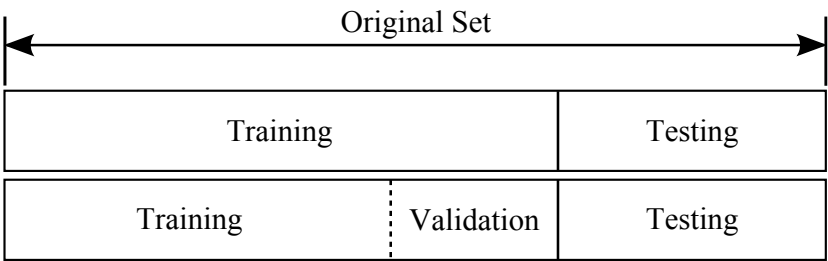 Original Set
Training Testing
Training Validation Testing